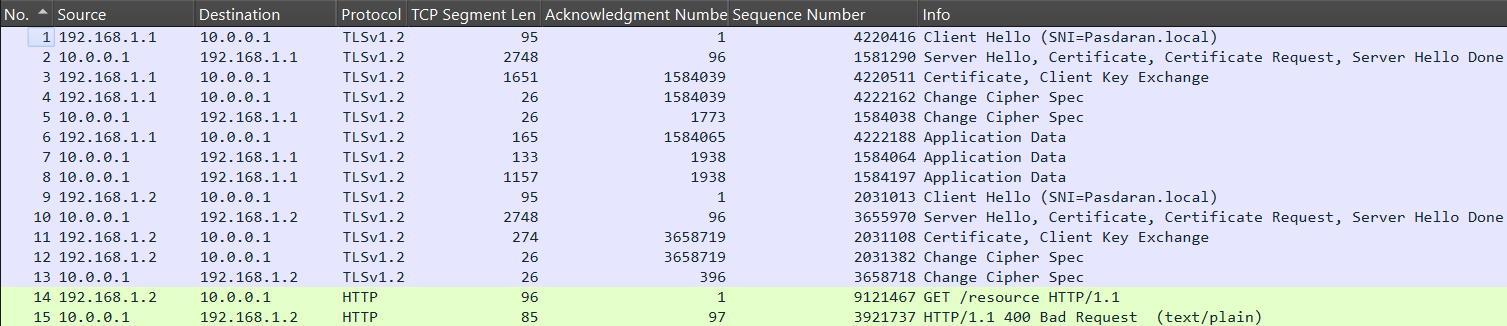 No. Source Destination Protocol TCP Segment Len Acknowledgment Numbe Sequence Number Info
1 192.168.1.1 10.0.0.1 TLSv1.2 95 1 4220416 Client Hello (SNI=Pasdaran.local)
2 10.0.0.1 192.168.1.1 TLSv1.2 2748 96 1581290 Server Hello, Certificate, Certificate Request, Server Hello Done
3 192.168.1.1 10.0.0.1 TLSv1.2 1651 1584039 4220511 Certificate, Client Key Exchange
4 192.168.1.1 10.0.0.1 TLSv1.2 26 1584039 4222162 Change Cipher Spec
5 10.0.0.1 192.168.1.1 TLSv1.2 26 1773 1584038 Change Cipher Spec
6 192.168.1.1 10.0.0.1 TLSv1.2 165 1584065 4222188 Application Data
7 10.0.0.1 192.168.1.1 TLSv1.2 133 1938 1584064 Application Data
8 10.0.0.1 192.168.1.1 TLSv1.2 1157 1938 1584197 Application Data
9 192.168.1.2 10.0.0.1 TLSv1.2 95 1 2031013 Client Hello (SNI=Pasdaran.local)
10 10.0.0.1 192.168.1.2 TLSv1.2 2748 96 3655970 Server Hello, Certificate, Certificate Request, Server Hello Done
11 192.168.1.2 10.0.0.1 TLSv1.2 274 3658719 2031108 Certificate, Client Key Exchange
12 192.168.1.2 10.0.0.1 TLSv1.2 26 3658719 2031382 Change Cipher Spec
13 10.0.0.1 192.168.1.2 TLSv1.2 26 396 3658718 Change Cipher Spec
14 192.168.1.2 10.0.0.1 HTTP 96 1 9121467 GET /resource HTTP/1.1
15 10.0.0.1 192.168.1.2 HTTP 85 97 3921737 HTTP/1.1 400 Bad Request (text/plain)